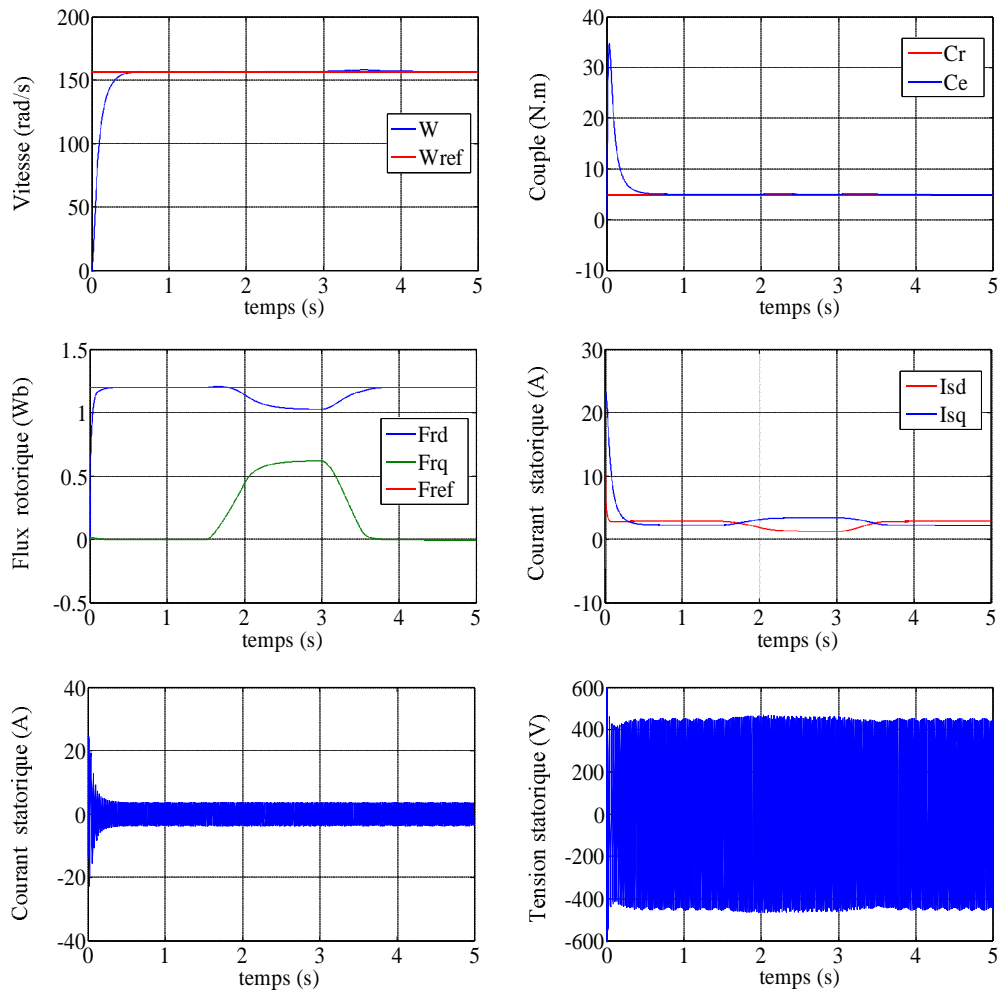 Vitesse (rad/s)
200
150
100
50
0
W
Wref
0 1 2 3 4 5
temps (s)
Couple (N.m)
40
30
20
10
0
-10
Cr
Ce
0 1 2 3 4 5
temps (s)
Flux rotorique (Wb)
1.5
1
0.5
0
-0.5
Frd
Frq
Fref
0 1 2 3 4 5
temps (s)
Courant statorique (A)
30
20
10
0
-10
Isd
Isq
0 1 2 3 4 5
temps (s)
Courant statorique (A)
40
20
0
-20
-40
0 1 2 3 4 5
temps (s)
Tension statorique (V)
600
400
200
0
-200
-400
-600
0 1 2 3 4 5
temps (s)